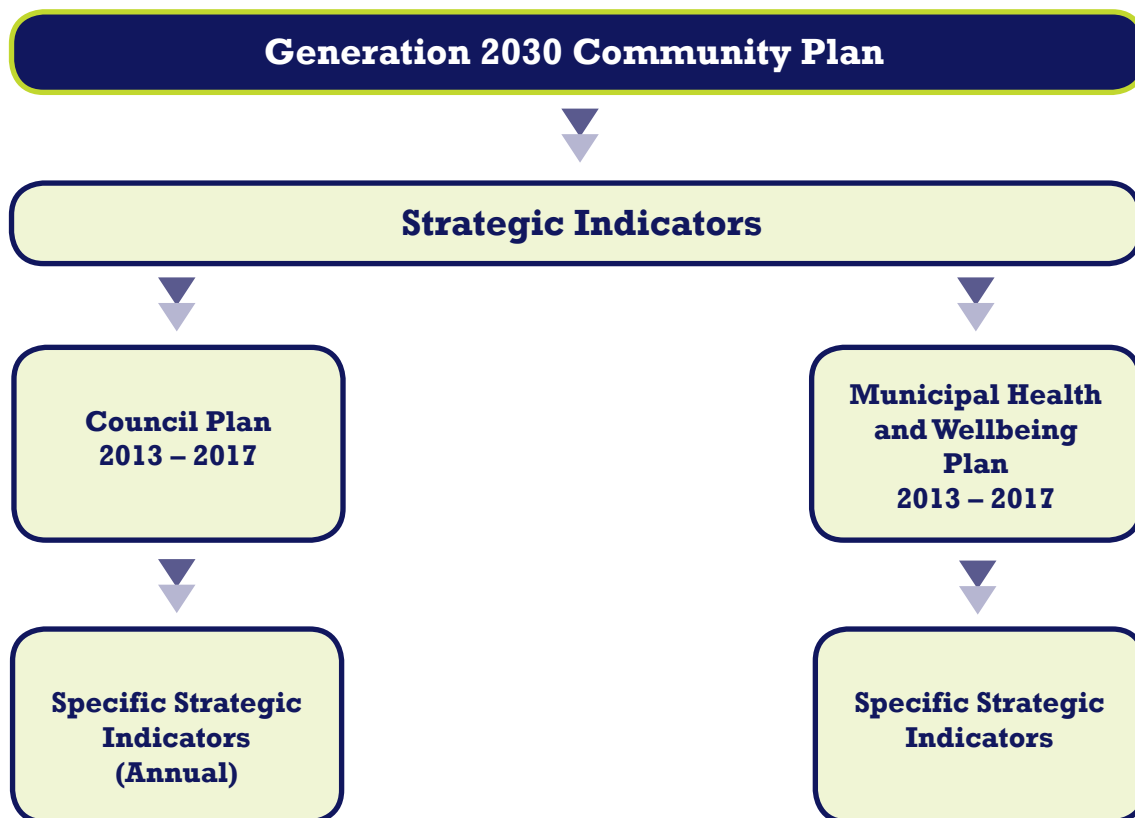 Generation 2030 Community Plan
Strategic Indicators
Council Plan
2013 – 2017
Municipal Health
and Wellbeing
Plan
2013 – 2017
Specific Strategic
Indicators
(Annual)
Specific Strategic
Indicators